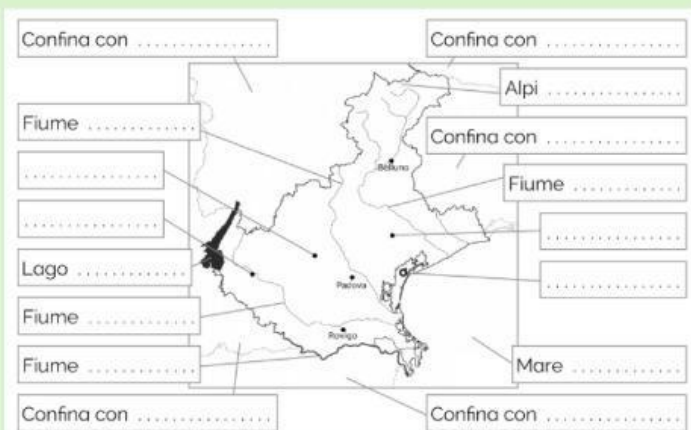 Confina con ................
Confina con ................
Alpi ................
Fiume ................
Confina con ................
Belluno
Fiume ................
................
................
................
................
Lago ................
Padova
Fiume ................
Rovigo
Fiume ................
Mare ................
Confina con ................
Confina con ................